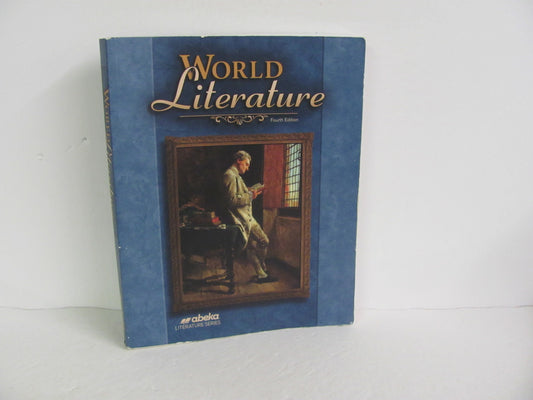 WORLD
Literature
Fourth Edition
abeka
LITERATURE SERIES